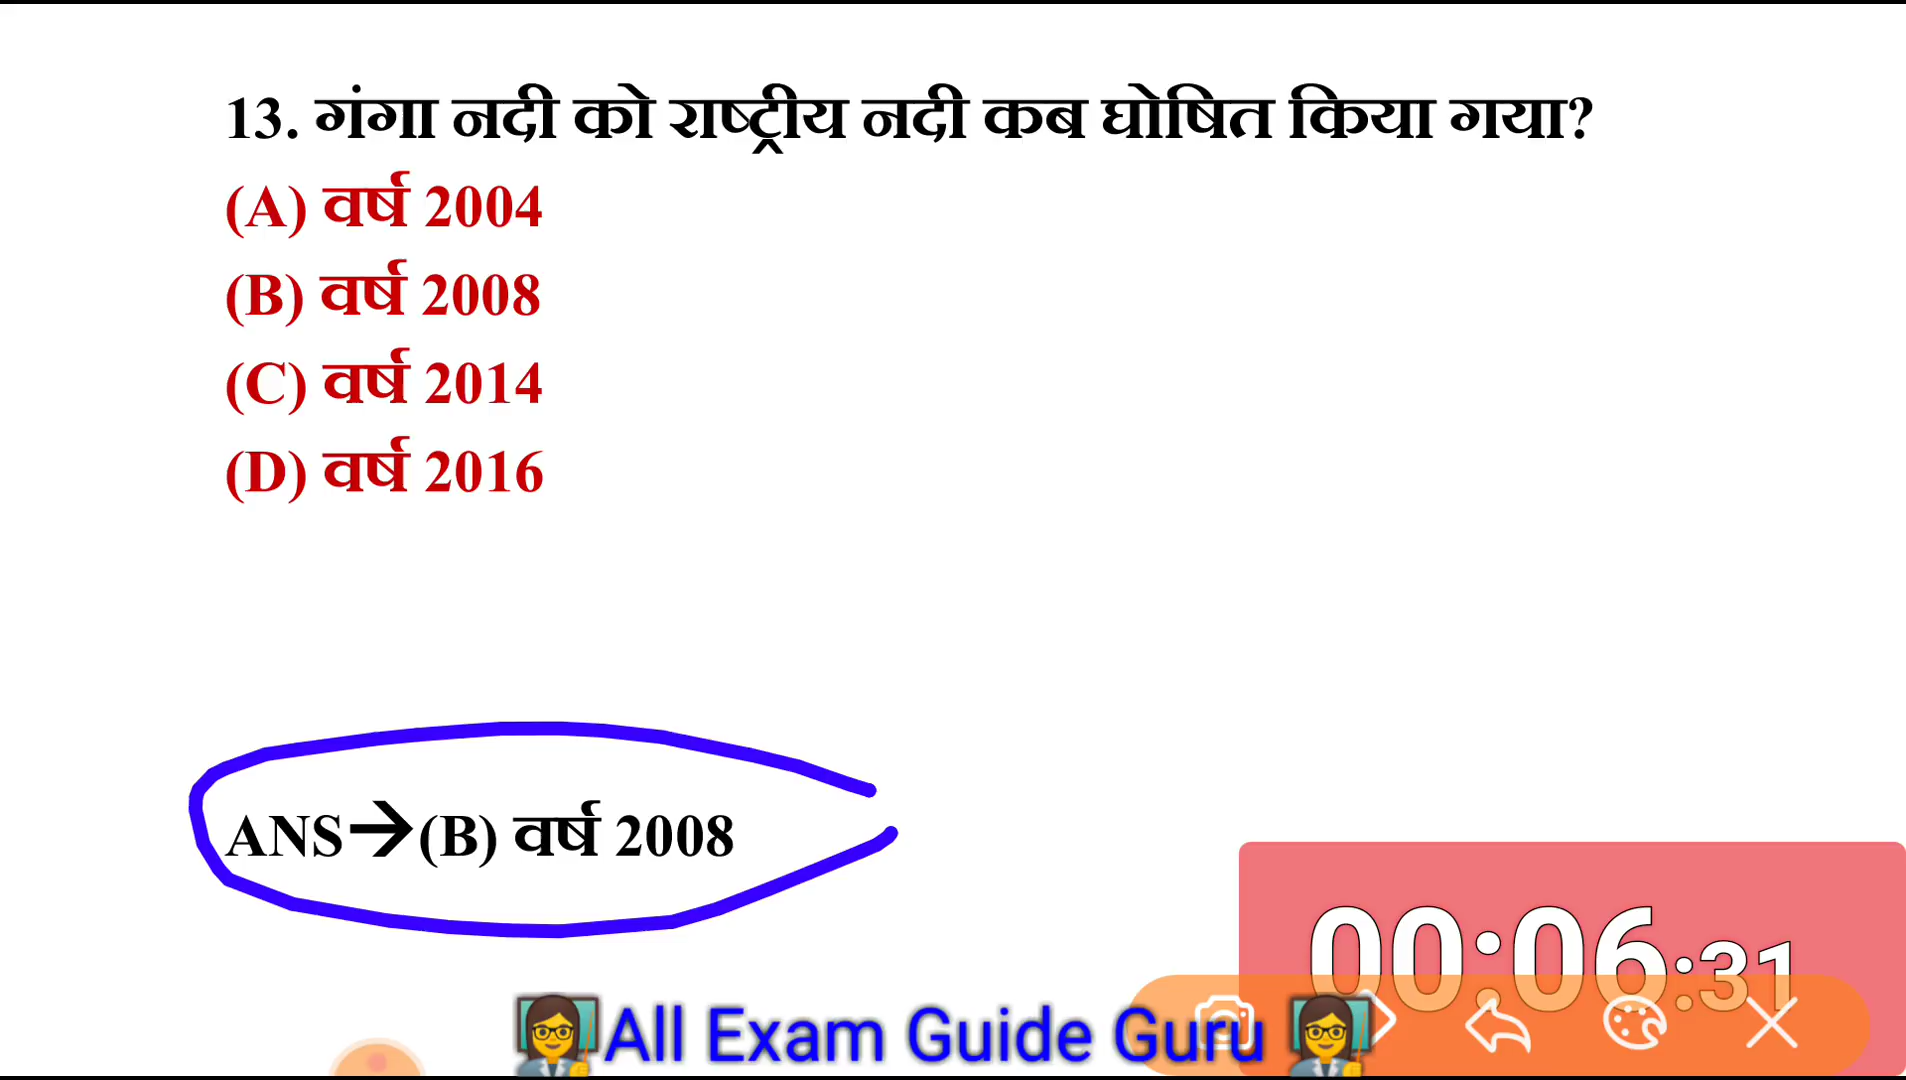 13. गंगा नदी को राष्ट्रीय नदी कब घोषित किया गया?
(A) वर्ष 2004
(B) वर्ष 2008
(C) वर्ष 2014
(D) वर्ष 2016
ANS→(B) वर्ष 2008
00:06:31
All Exam Guide Guru